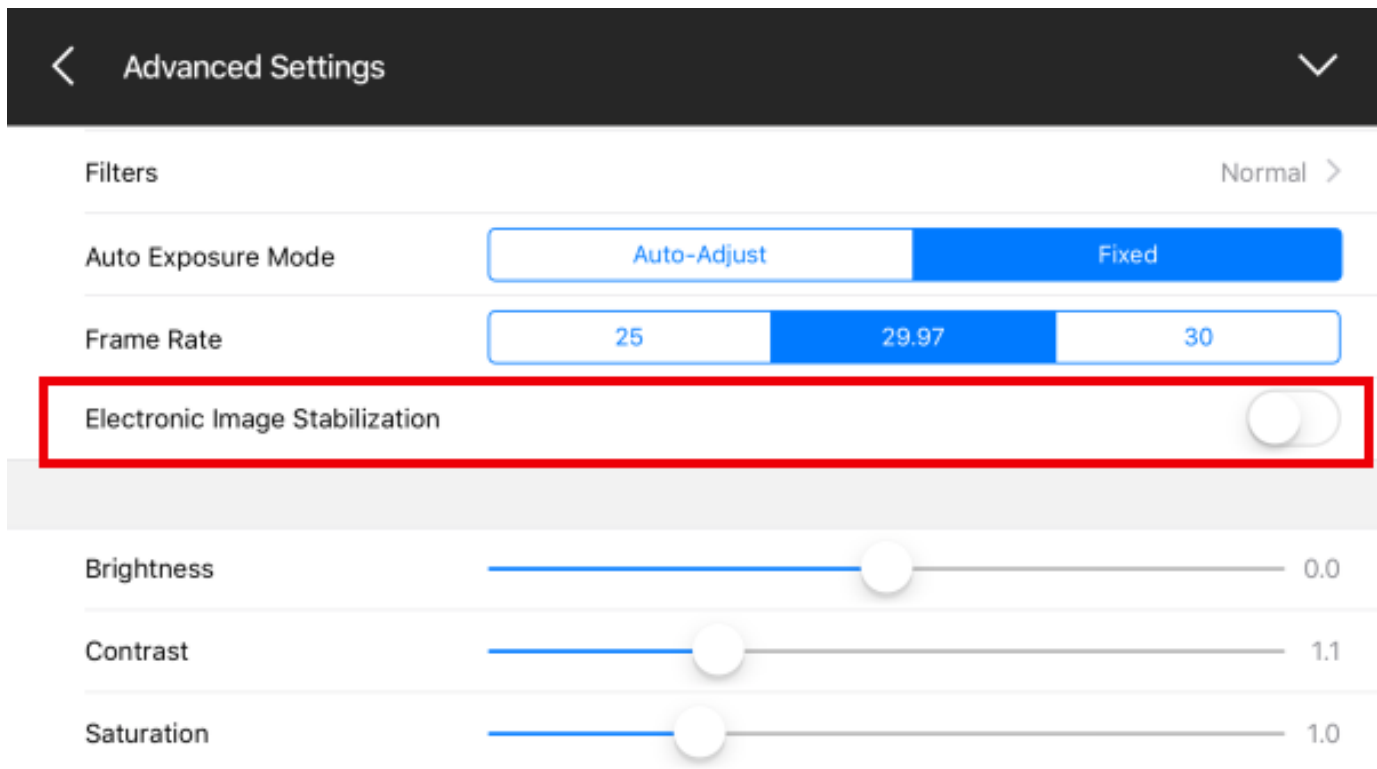 Advanced Settings
Filters Normal
Auto Exposure Mode Auto-Adjust Fixed
Frame Rate 25 29.97 30
Electronic Image Stabilization
Brightness 0.0
Contrast 1.1
Saturation 1.0